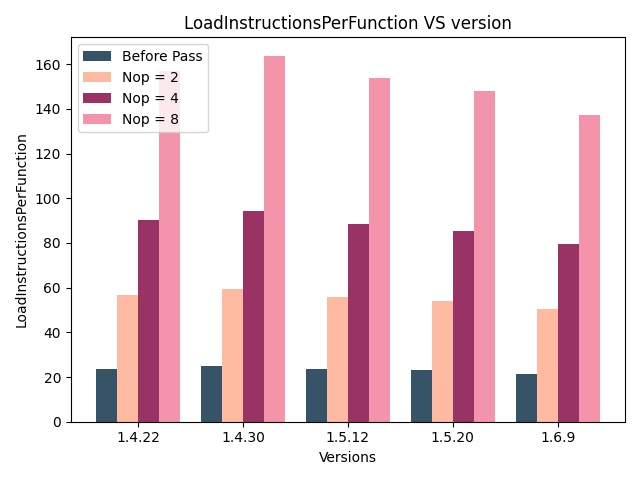 LoadInstructionsPerFunction VS version
Before Pass
Nop = 2
Nop = 4
Nop = 8
LoadInstructionsPerFunction
160
140
120
100
80
60
40
20
0
1.4.22 1.4.30 1.5.12 1.5.20 1.6.9
Versions